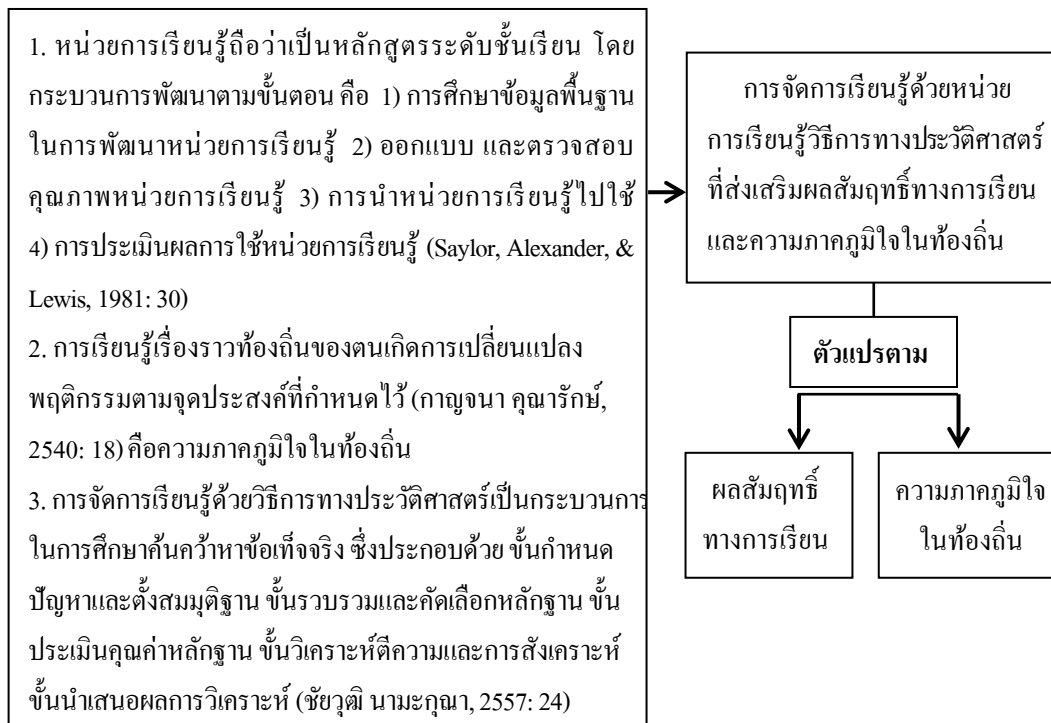 1. หน่วยการเรียนรู้ถือว่าเป็นหลักสูตรระดับชั้นเรียน โดย
กระบวนการพัฒนาตามขั้นตอน คือ 1) การศึกษาข้อมูลพื้นฐาน
ในการพัฒนาหน่วยการเรียนรู้ 2) ออกแบบ และตรวจสอบ
คุณภาพหน่วยการเรียนรู้ 3) การนำหน่วยการเรียนรู้ไปใช้
4) การประเมินผลการใช้หน่วยการเรียนรู้ (Saylor, Alexander, &
Lewis, 1981: 30)
2. การเรียนรู้เรื่องราวท้องถิ่นของตนเกิดการเปลี่ยนแปลง
พฤติกรรมตามจุดประสงค์ที่กำหนดไว้ (กาญจนา คุณารักษ์,
2540: 18) คือความภาคภูมิใจในท้องถิ่น
3. การจัดการเรียนรู้ด้วยวิธีการทางประวัติศาสตร์เป็นกระบวนการ
ในการศึกษาค้นคว้าหาข้อเท็จจริง ซึ่งประกอบด้วย ขั้นกำหนด
ปัญหาและตั้งสมมุติฐาน ขั้นรวบรวมและคัดเลือกหลักฐาน ขั้น
ประเมินคุณค่าหลักฐาน ขั้นวิเคราะห์ตีความและการสังเคราะห์
ขั้นนำเสนอผลการวิเคราะห์ (ชัยวุฒิ นามะกุณา, 2557: 24)
การจัดการเรียนรู้ด้วยหน่วย
การเรียนรู้วิธีการทางประวัติศาสตร์
ที่ส่งเสริมผลสัมฤทธิ์ทางการเรียน
และความภาคภูมิใจในท้องถิ่น
ตัวแปรตาม
ผลสัมฤทธิ์
ทางการเรียน
ความภาคภูมิใจ
ในท้องถิ่น